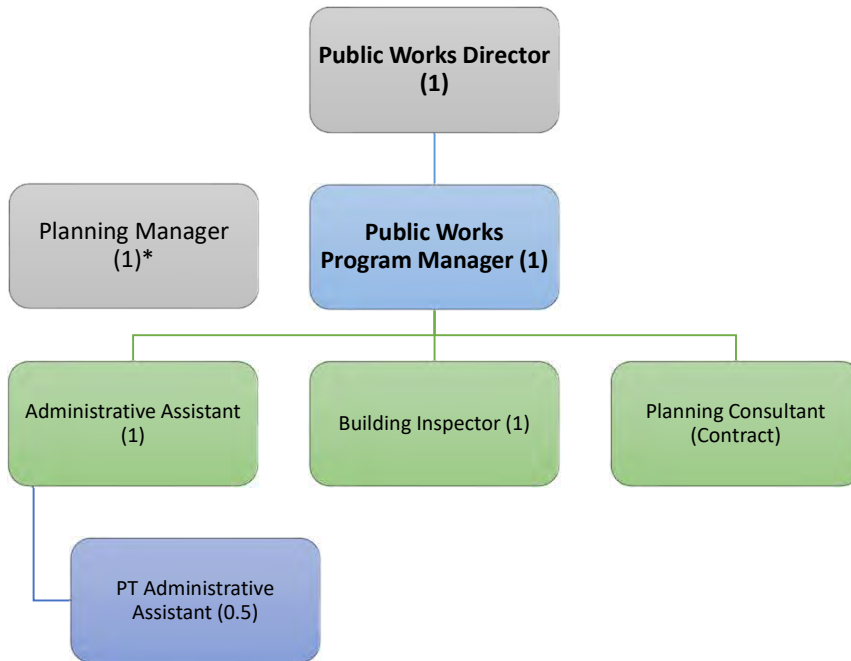 Public Works Director
(1)
Planning Manager
(1)*
Public Works
Program Manager (1)
Administrative Assistant
(1)
Building Inspector (1)
Planning Consultant
(Contract)
PT Administrative
Assistant (0.5)